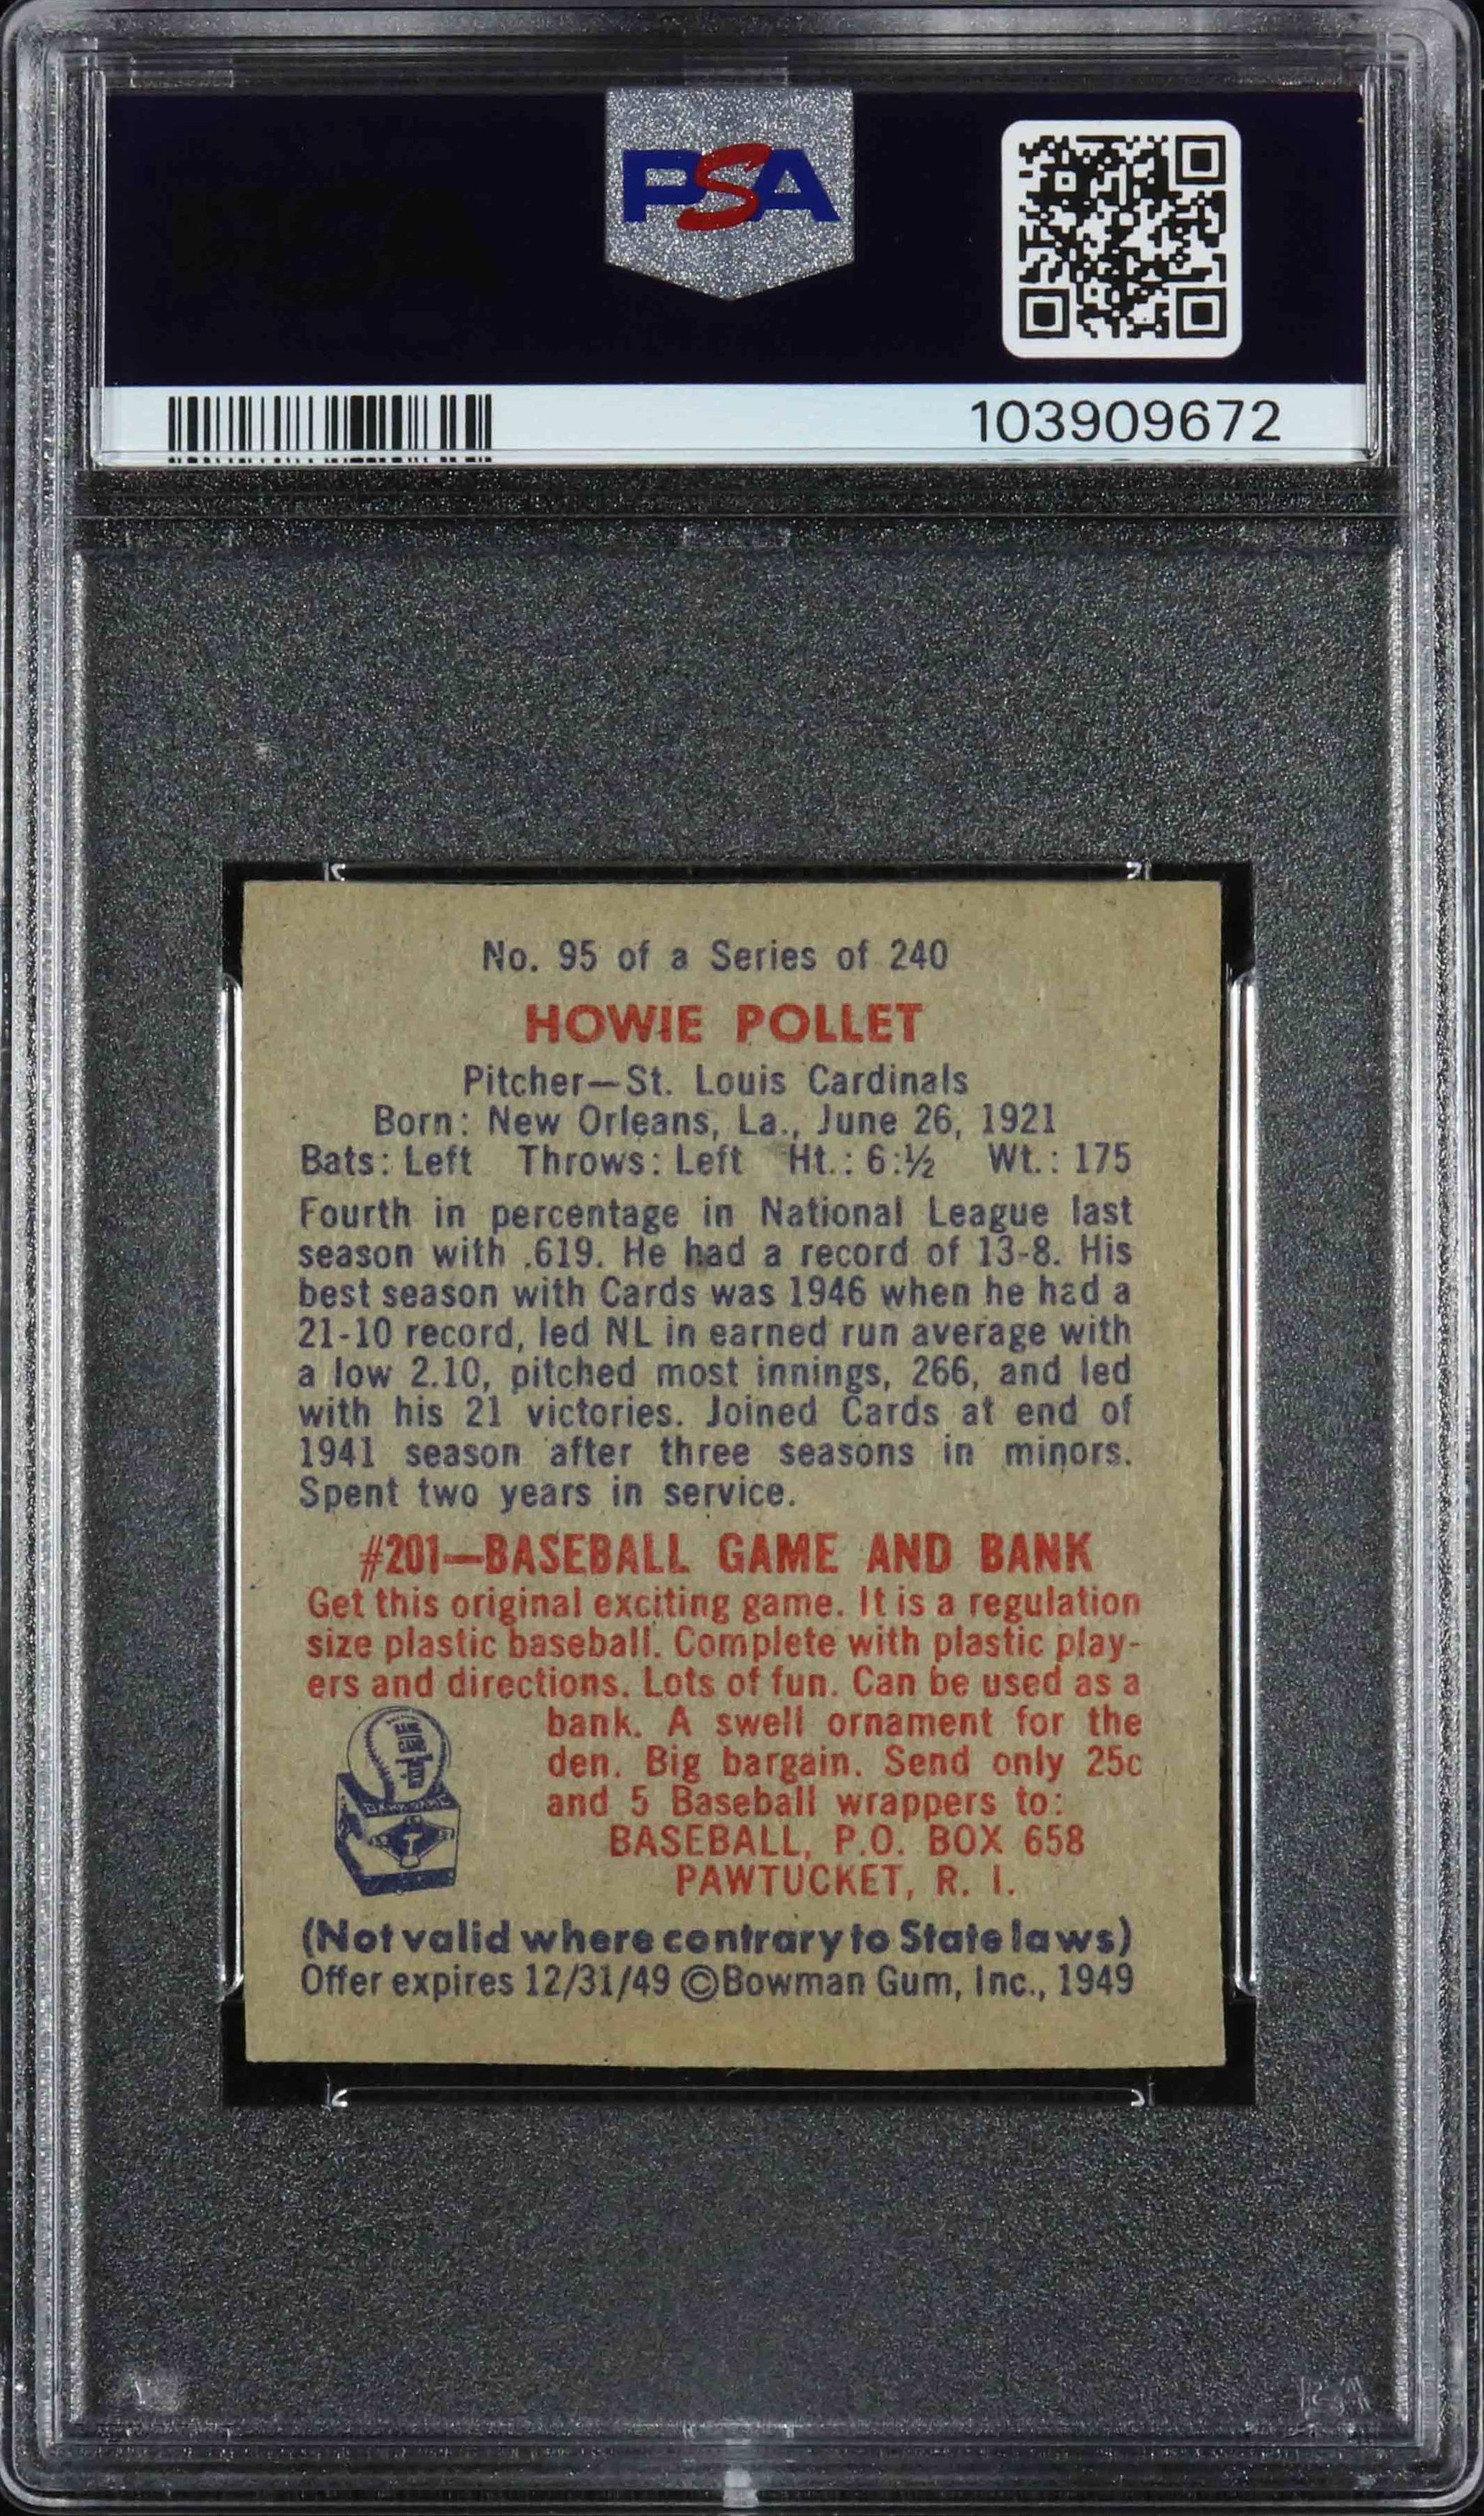 PSA
103909672
No. 95 of a Series of 240
HOWIE POLLET
Pitcher—St. Louis Cardinals
Born: New Orleans, La., June 26, 1921
Bats: Left Throws: Left Ht.: 6:½ Wt.: 175
Fourth in percentage in National League last
season with .619. He had a record of 13-8. His
best season with Cards was 1946 when he had a
21-10 record, led NL in earned run average with
a low 2.10, pitched most innings, 266, and led
with his 21 victories. Joined Cards at end of
1941 season after three seasons in minors.
Spent two years in service.
#201—BASEBALL GAME AND BANK
Get this original exciting game. It is a regulation
size plastic baseball. Complete with plastic play-
ers and directions. Lots of fun. Can be used as a
bank. A swell ornament for the
den. Big bargain. Send only 25c
and 5 Baseball wrappers to:
BASEBALL, P.O. BOX 658
PAWTUCKET, R. I.
(Not valid where contrary to State laws)
Offer expires 12/31/49 ©Bowman Gum, Inc., 1949
PSA